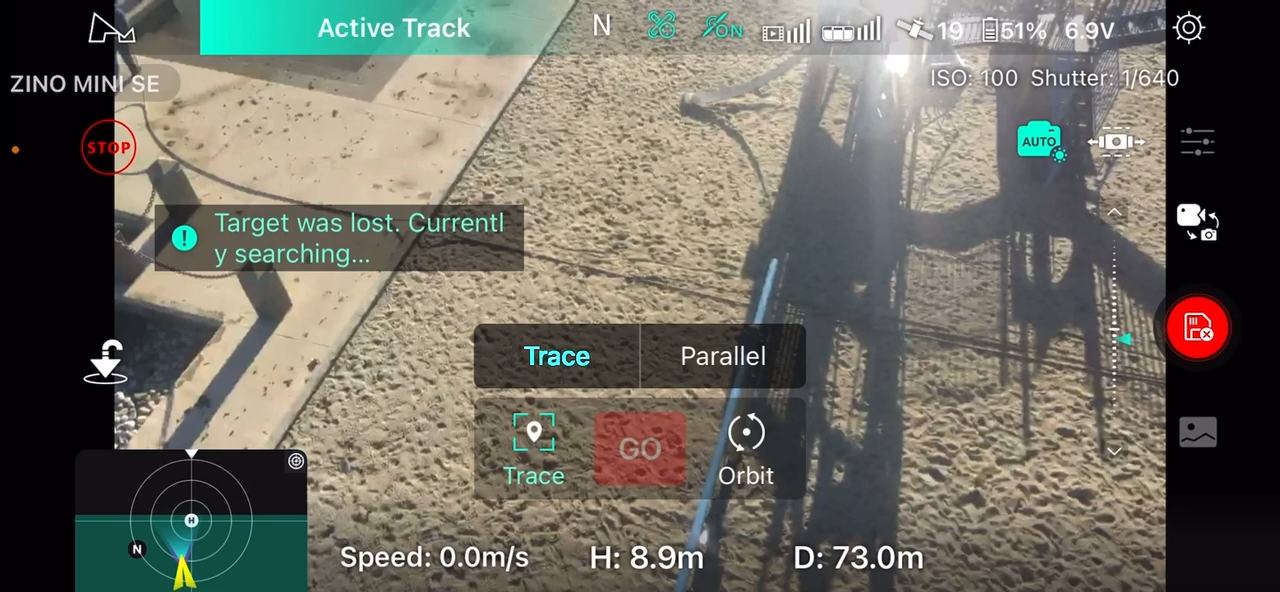 Active Track
N
ON
19
51%
6.9V
ZINO MINI SE
ISO: 100 Shutter: 1/640
STOP
AUTO
Target was lost. Currentl
y searching...
Trace
Parallel
GO
Trace
Orbit
H
N
Speed: 0.0m/s
H: 8.9m
D: 73.0m